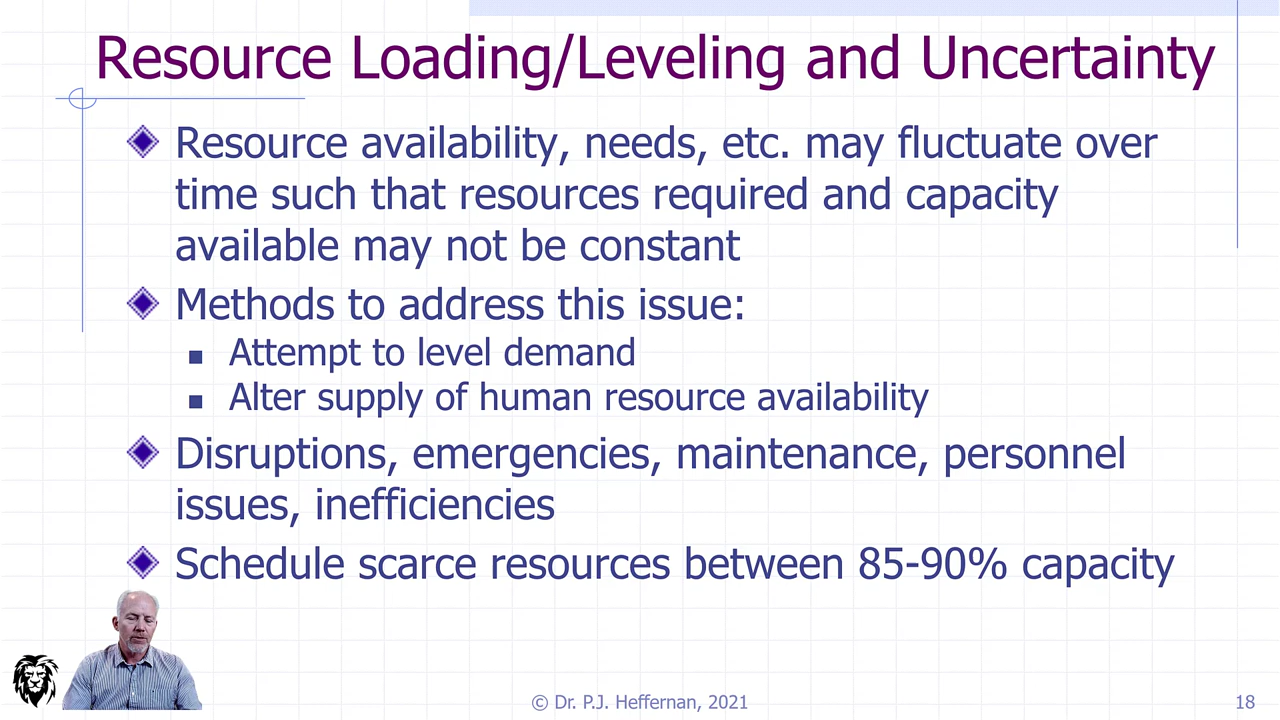 Resource Loading/Leveling and Uncertainty
Resource availability, needs, etc. may fluctuate over
time such that resources required and capacity
available may not be constant
Methods to address this issue:
Attempt to level demand
Alter supply of human resource availability
Disruptions, emergencies, maintenance, personnel
issues, inefficiencies
Schedule scarce resources between 85-90% capacity
© Dr. P.J. Heffernan, 2021
18